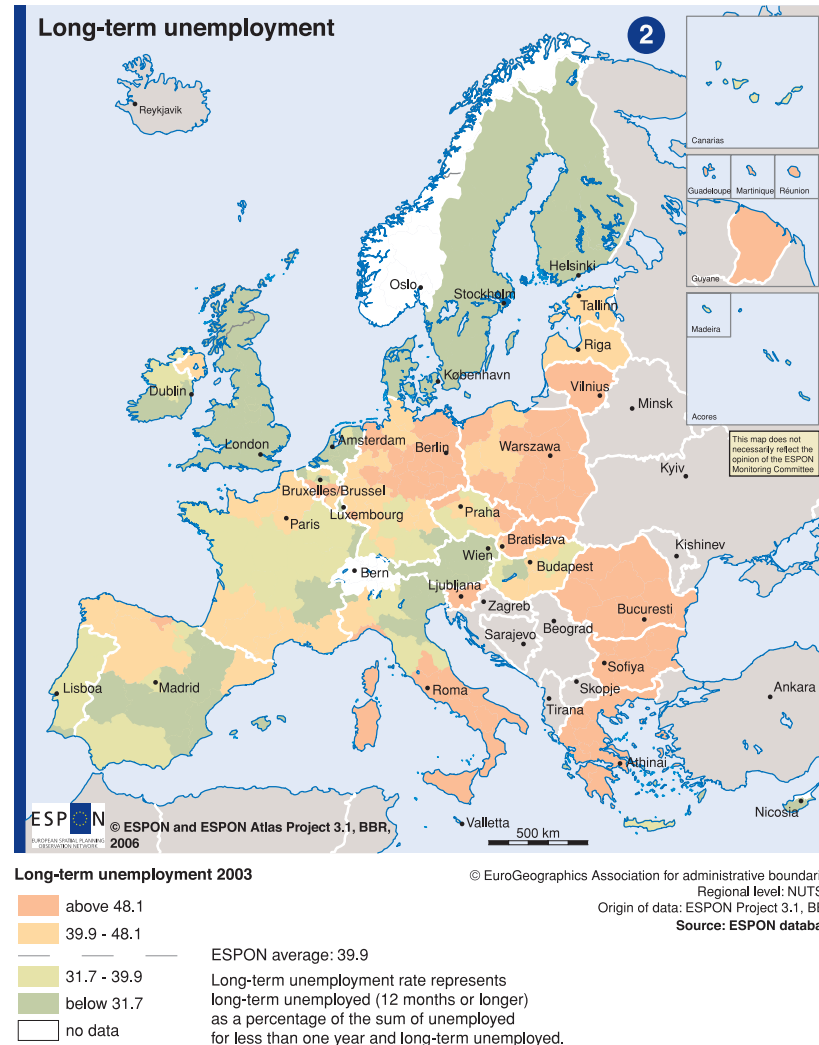 Long-term unemployment
2
Reykjavik
Canarias
Guadeloupe
Martinique
Réunion
Guyane
Madeira
Acores
This map does not
necessarily reflect the
opinion of the ESPON
Monitoring Committee
Helsinki
Oslo
Stockholm
Tallinn
Riga
København
Vilnius
Minsk
Dublin
London
Amsterdam
Berlin
Warszawa
Kyiv
Bruxelles/Brussel
Luxembourg
Paris
Praha
Bratislava
Wien
Budapest
Kishinev
Bern
Ljubljana
Zagreb
Bucuresti
Beograd
Sarajevo
Sofiya
Skopje
Tirana
Ankara
Lisboa
Madrid
Roma
Athinai
Nicosia
Valletta
500 km
ESPON
EUROPEAN SPATIAL PLANNING
OBSERVATION NETWORK
© ESPON and ESPON Atlas Project 3.1, BBR,
2006
Long-term unemployment 2003
above 48.1
39.9 - 48.1
ESPON average: 39.9
31.7 - 39.9
below 31.7
no data
Long-term unemployment rate represents
long-term unemployed (12 months or longer)
as a percentage of the sum of unemployed
for less than one year and long-term unemployed.
© EuroGeographics Association for administrative
Regional level:
Origin of data: ESPON Project 3.1,
Source: ESPON